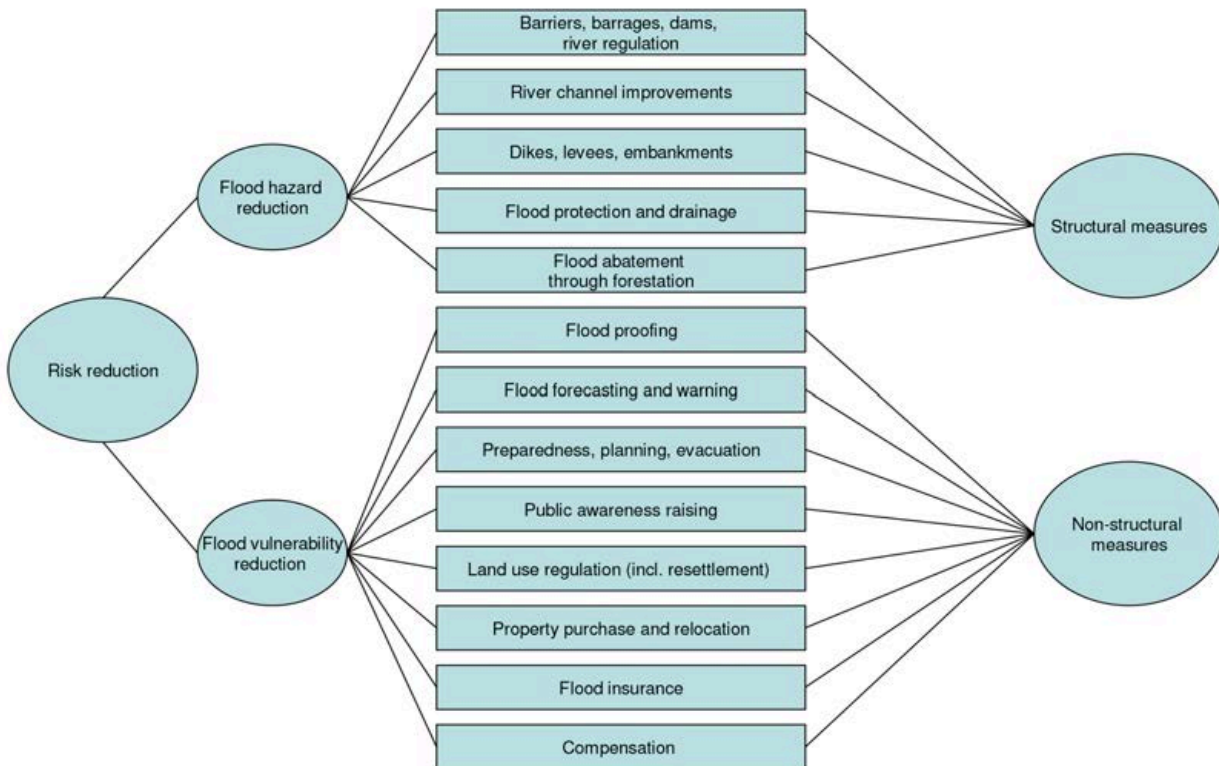 Barriers, barrages, dams,
river regulation
River channel improvements
Dikes, levees, embankments
Flood hazard
reduction
Flood protection and drainage
Structural measures
Flood abatement
through forestation
Flood proofing
Risk reduction
Flood forecasting and warning
Preparedness, planning, evacuation
Public awareness raising
Flood vulnerability
reduction
Non-structural
measures
Land use regulation (incl. resettlement)
Property purchase and relocation
Flood insurance
Compensation